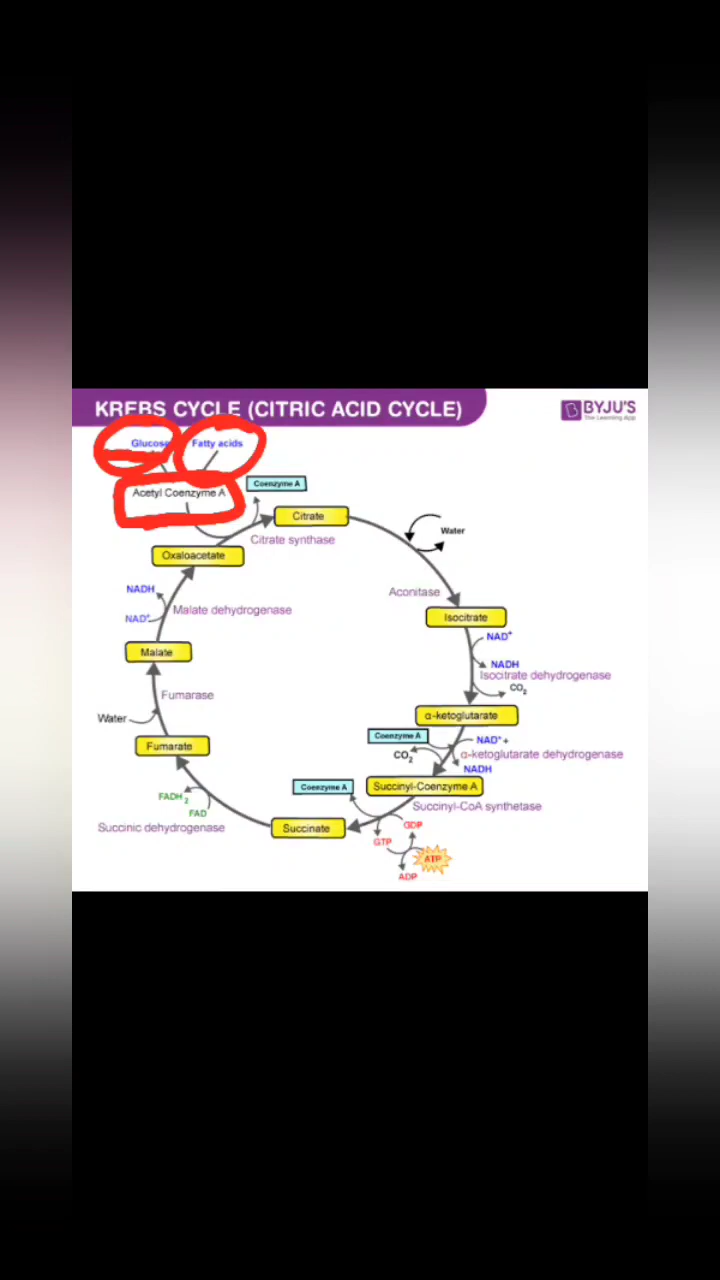 KREBS CYCLE (CITRIC ACID CYCLE)
BYJU'S
The Learning App
Glucose
Fatty acids
Acetyl Coenzyme A
Coenzyme A
Citrate
Citrate synthase
Water
Oxaloacetate
NADH
NAD+
Malate dehydrogenase
Aconitase
Isocitrate
NAD+
NADH
Isocitrate dehydrogenase
CO2
Malate
Fumarase
Water
Fumarate
α-ketoglutarate
Coenzyme A
NAD+ +
CO2
α-ketoglutarate dehydrogenase
NADH
Succinyl-Coenzyme A
Succinyl-CoA synthetase
Coenzyme A
FADH2
FAD
Succinic dehydrogenase
Succinate
GDP
GTP
ATP
ADP